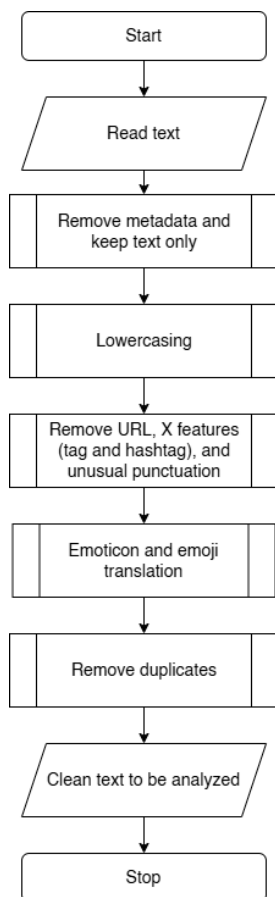 Start
Read text
Remove metadata and
keep text only
Lowercasing
Remove URL, X features
(tag and hashtag), and
unusual punctuation
Emoticon and emoji
translation
Remove duplicates
Clean text to be analyzed
Stop